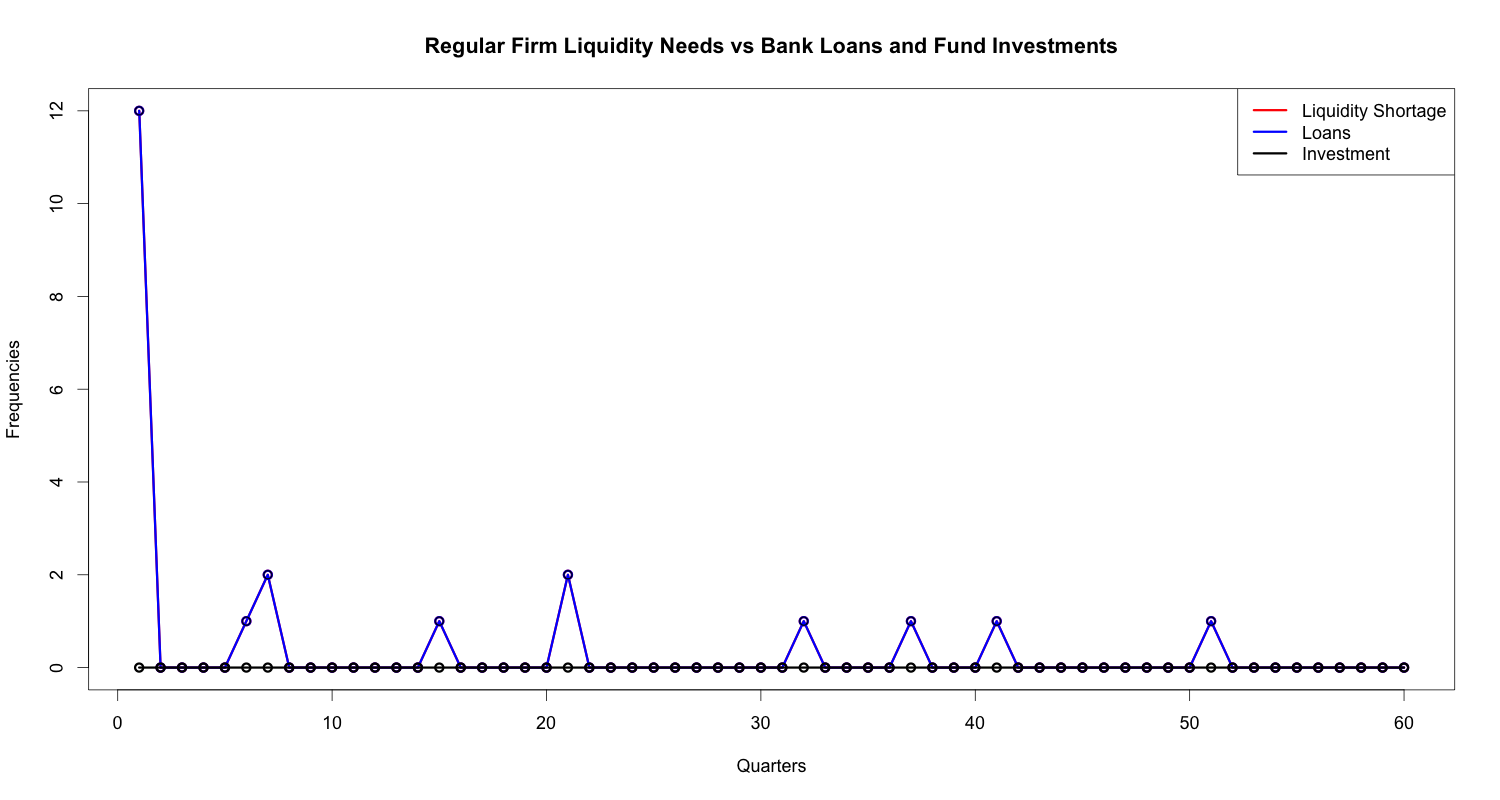 Regular Firm Liquidity Needs vs Bank Loans and Fund Investments
Liquidity Shortage
Loans
Investment
12
10
8
6
4
2
0
Frequencies
0 10 20 30 40 50 60
Quarters